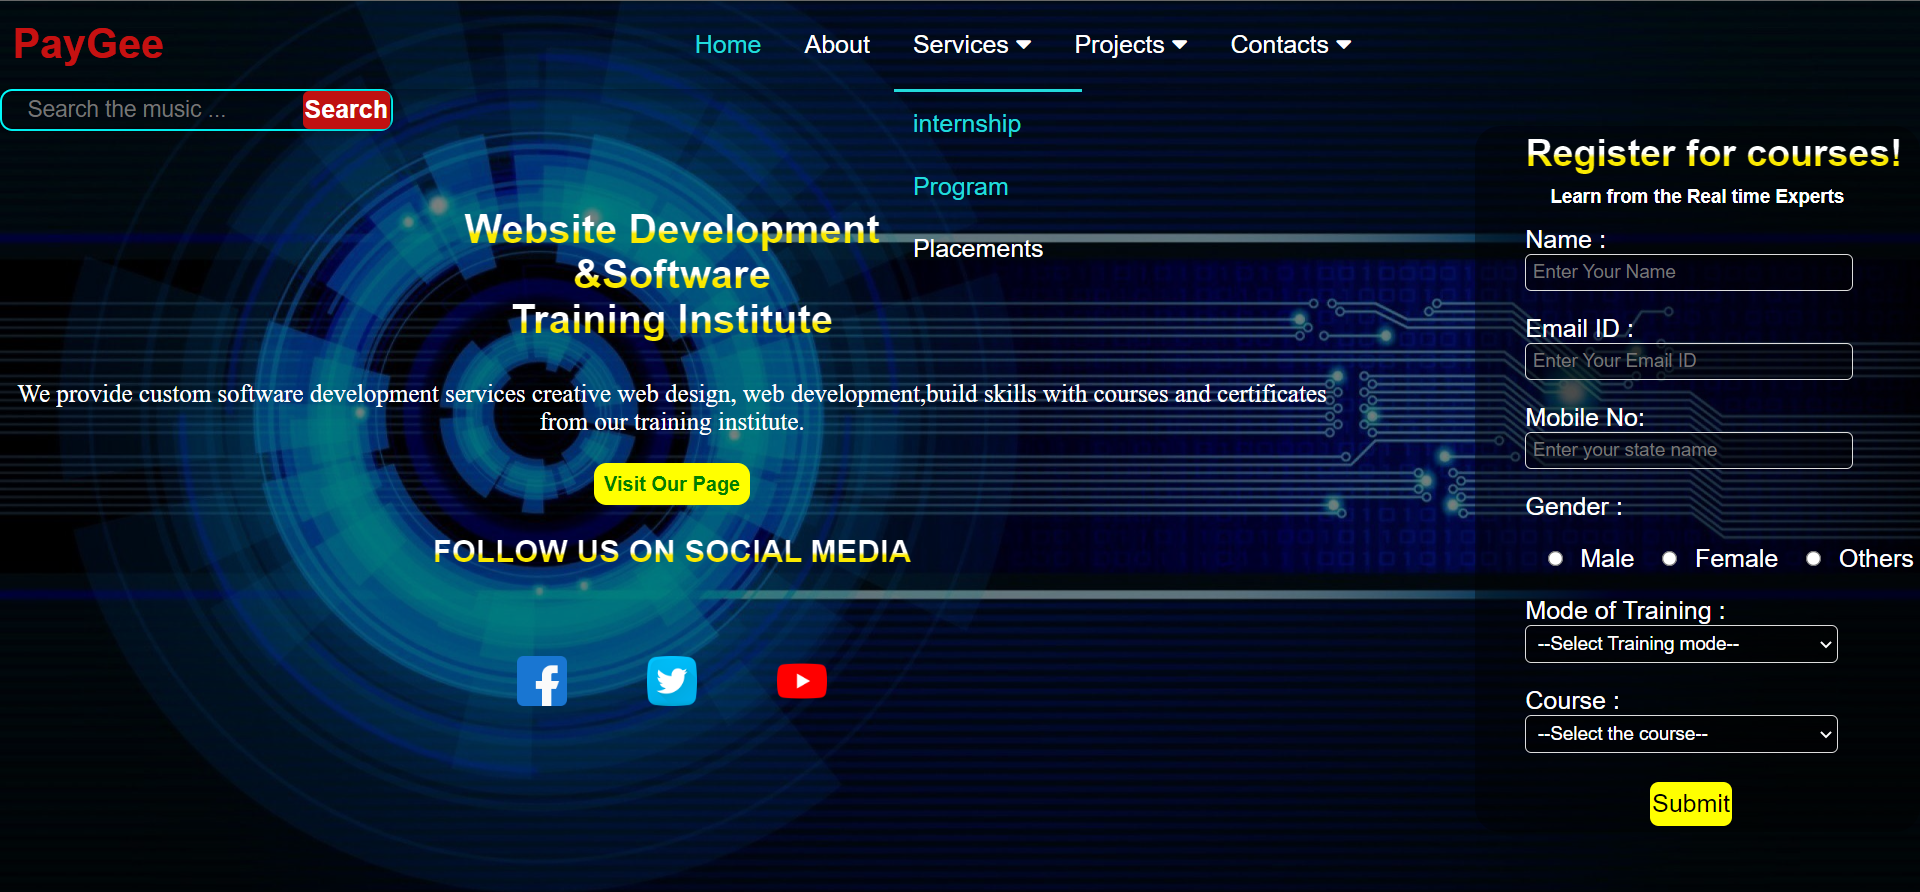 PayGee
Home About Services Projects Contacts
Search the music ... Search
internship
Program
Placements
Website Development
&Software
Training Institute
We provide custom software development services creative web design, web development,build skills with courses and certificates
from our training institute.
Visit Our Page
FOLLOW US ON SOCIAL MEDIA
Register for courses!
Learn from the Real time Experts
Name :
Enter Your Name
Email ID :
Enter Your Email ID
Mobile No:
Enter your state name
Gender :
Male Female Others
Mode of Training :
--Select Training mode--
Course :
--Select the course--
Submit